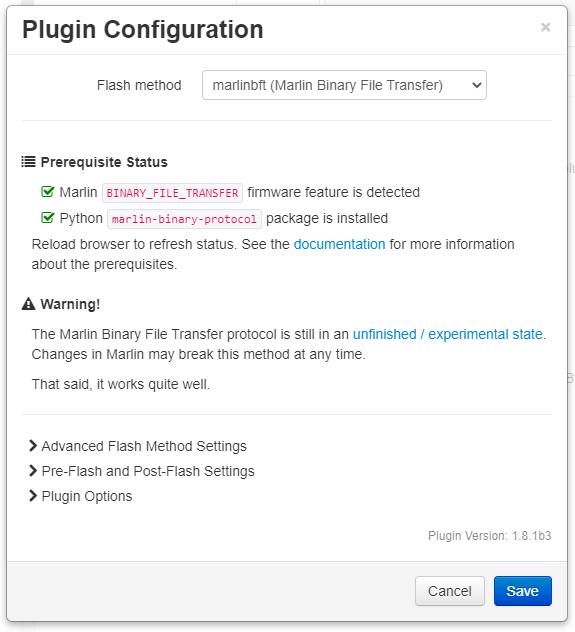 Plugin Configuration
×
Flash method
marlinbft (Marlin Binary File Transfer)
Prerequisite Status
Marlin BINARY_FILE_TRANSFER firmware feature is detected
Python marlin-binary-protocol package is installed
Reload browser to refresh status. See the documentation for more information
about the prerequisites.
Warning!
The Marlin Binary File Transfer protocol is still in an unfinished / experimental state.
Changes in Marlin may break this method at any time.
That said, it works quite well.
Advanced Flash Method Settings
Pre-Flash and Post-Flash Settings
Plugin Options
Plugin Version: 1.8.1b3
Cancel
Save